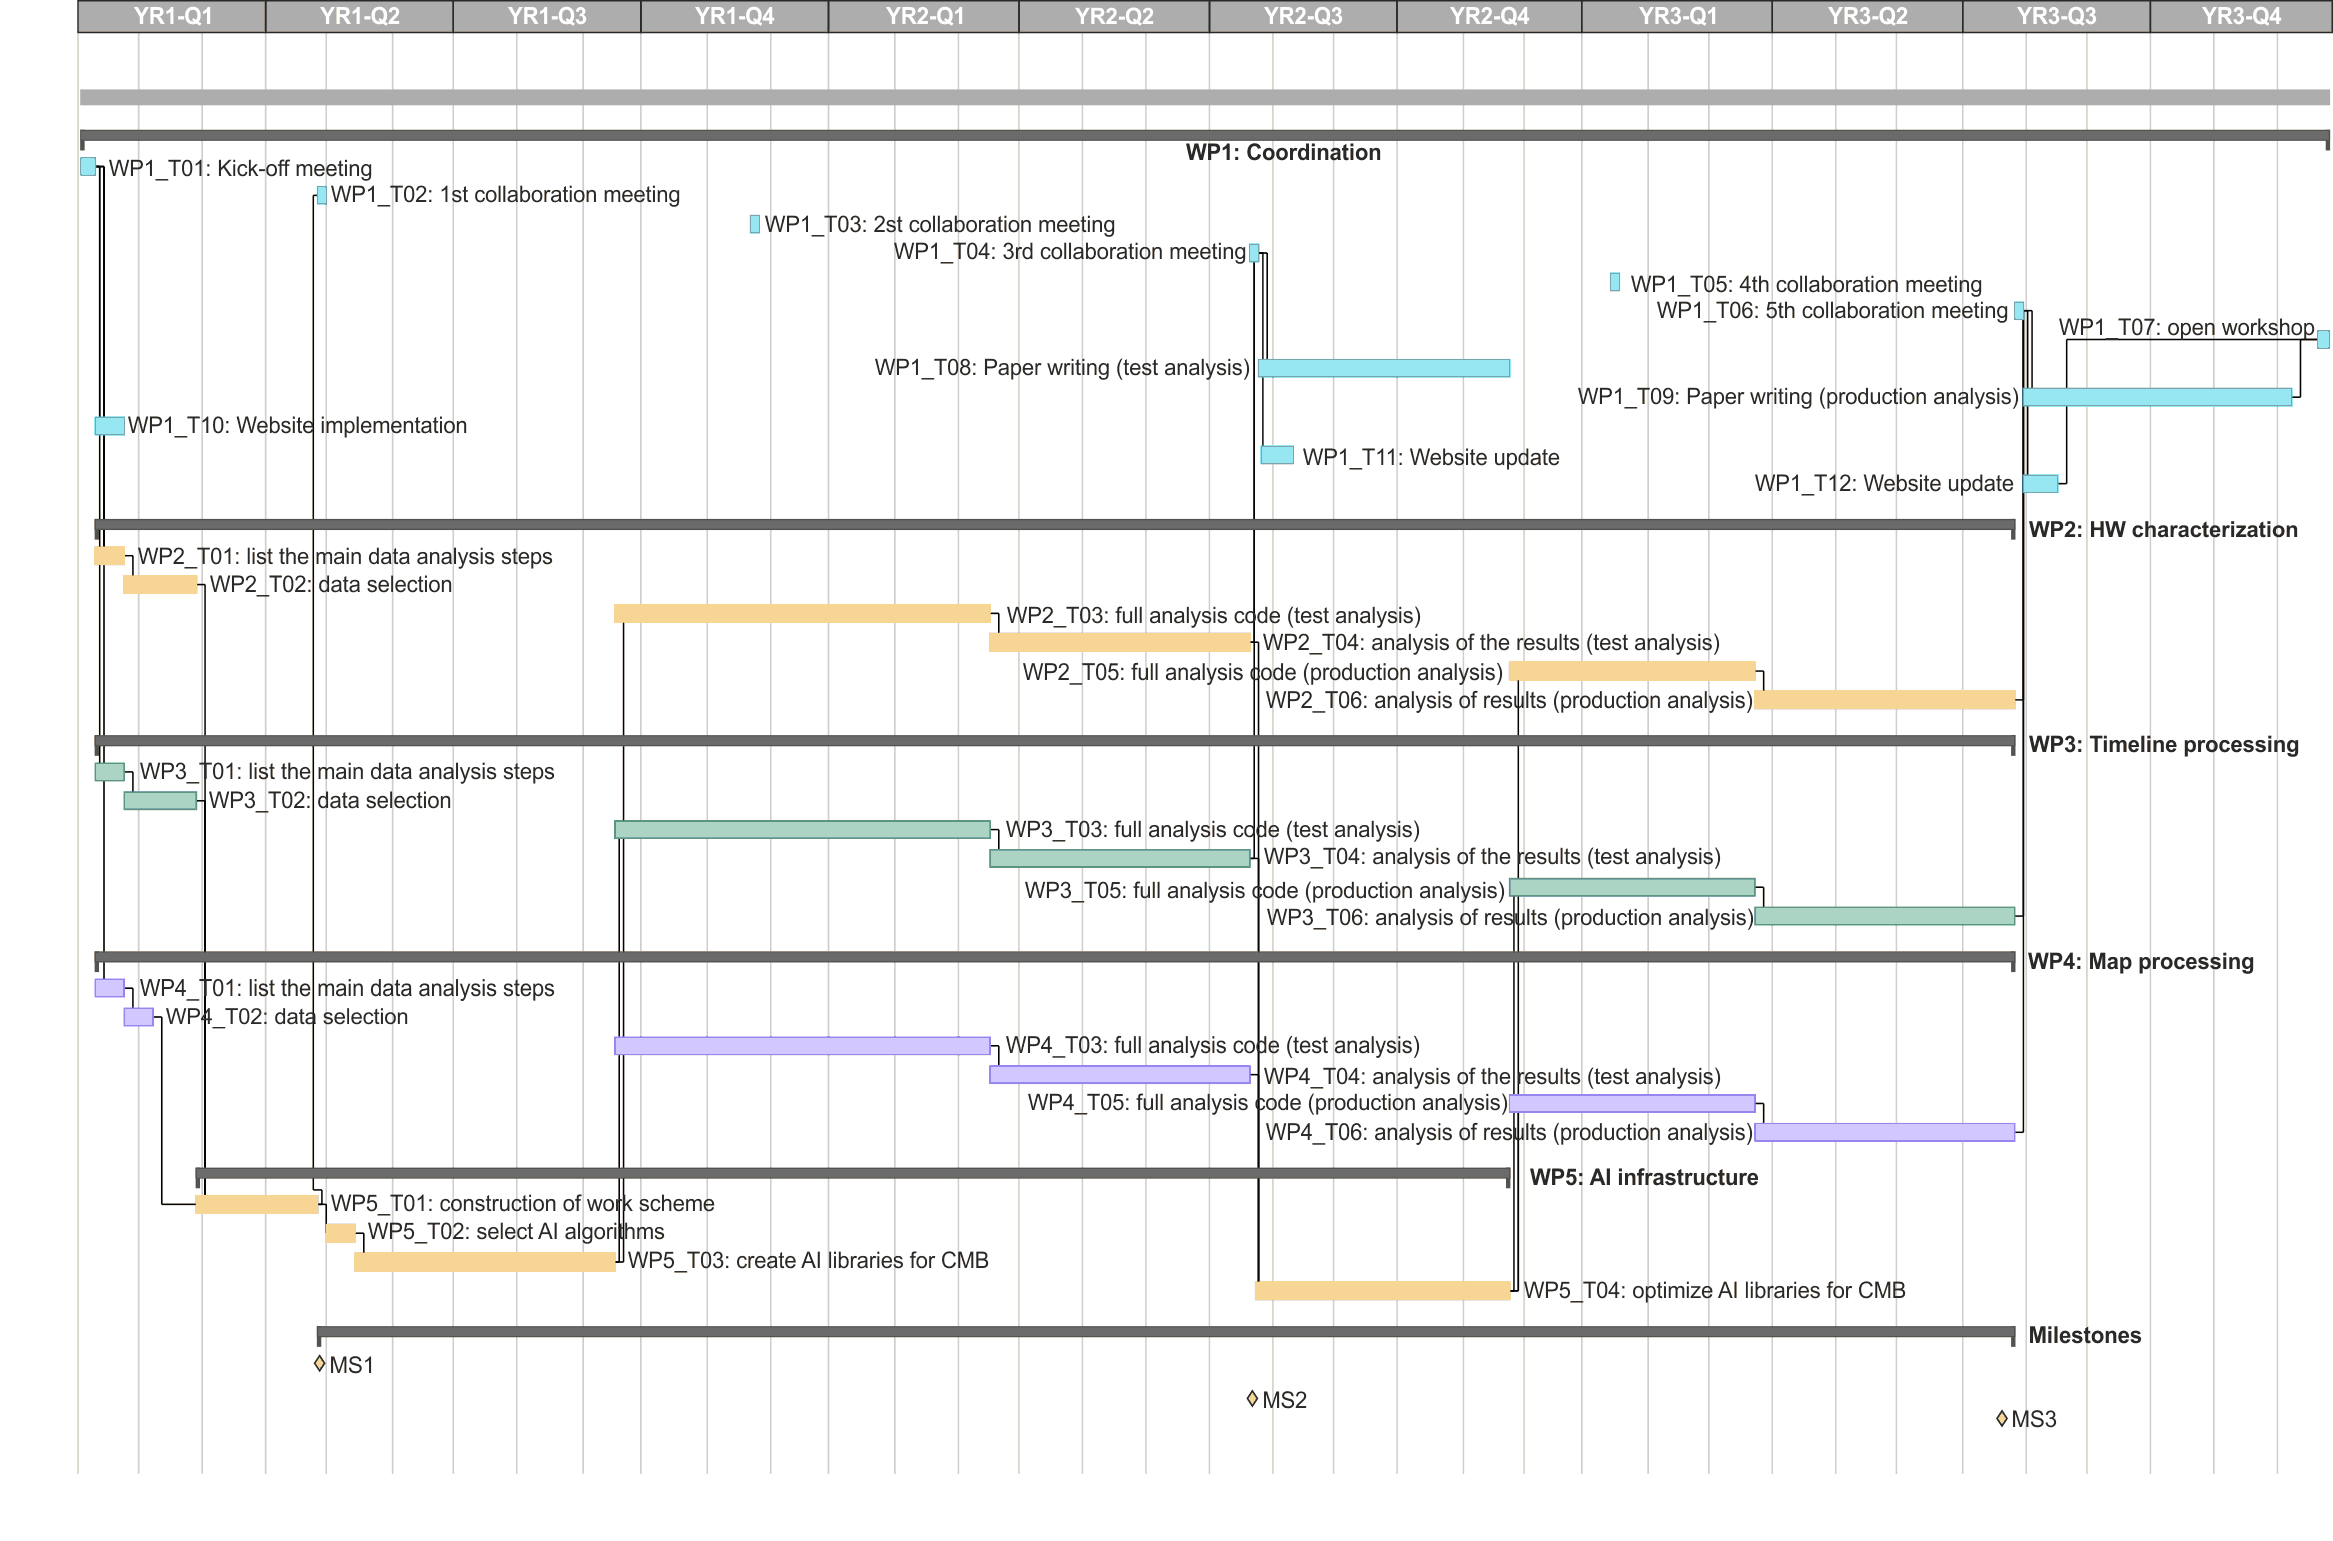 YR1-Q1 YR1-Q2 YR1-Q3 YR1-Q4 YR2-Q1 YR2-Q2 YR2-Q3 YR2-Q4 YR3-Q1 YR3-Q2 YR3-Q3 YR3-Q4
WP1: Coordination
WP1_T01: Kick-off meeting
WP1_T02: 1st collaboration meeting
WP1_T03: 2st collaboration meeting
WP1_T04: 3rd collaboration meeting
WP1_T05: 4th collaboration meeting
WP1_T06: 5th collaboration meeting
WP1_T07: open workshop
WP1_T08: Paper writing (test analysis)
WP1_T09: Paper writing (production analysis)
WP1_T10: Website implementation
WP1_T11: Website update
WP1_T12: Website update
WP2: HW characterization
WP2_T01: list the main data analysis steps
WP2_T02: data selection
WP2_T03: full analysis code (test analysis)
WP2_T04: analysis of the results (test analysis)
WP2_T05: full analysis code (production analysis)
WP2_T06: analysis of results (production analysis)
WP3: Timeline processing
WP3_T01: list the main data analysis steps
WP3_T02: data selection
WP3_T03: full analysis code (test analysis)
WP3_T04: analysis of the results (test analysis)
WP3_T05: full analysis code (production analysis)
WP3_T06: analysis of results (production analysis)
WP4: Map processing
WP4_T01: list the main data analysis steps
WP4_T02: data selection
WP4_T03: full analysis code (test analysis)
WP4_T04: analysis of the results (test analysis)
WP4_T05: full analysis code (production analysis)
WP4_T06: analysis of results (production analysis)
WP5: AI infrastructure
WP5_T01: construction of work scheme
WP5_T02: select AI algorithms
WP5_T03: create AI libraries for CMB
WP5_T04: optimize AI libraries for CMB
Milestones
MS1
MS2
MS3